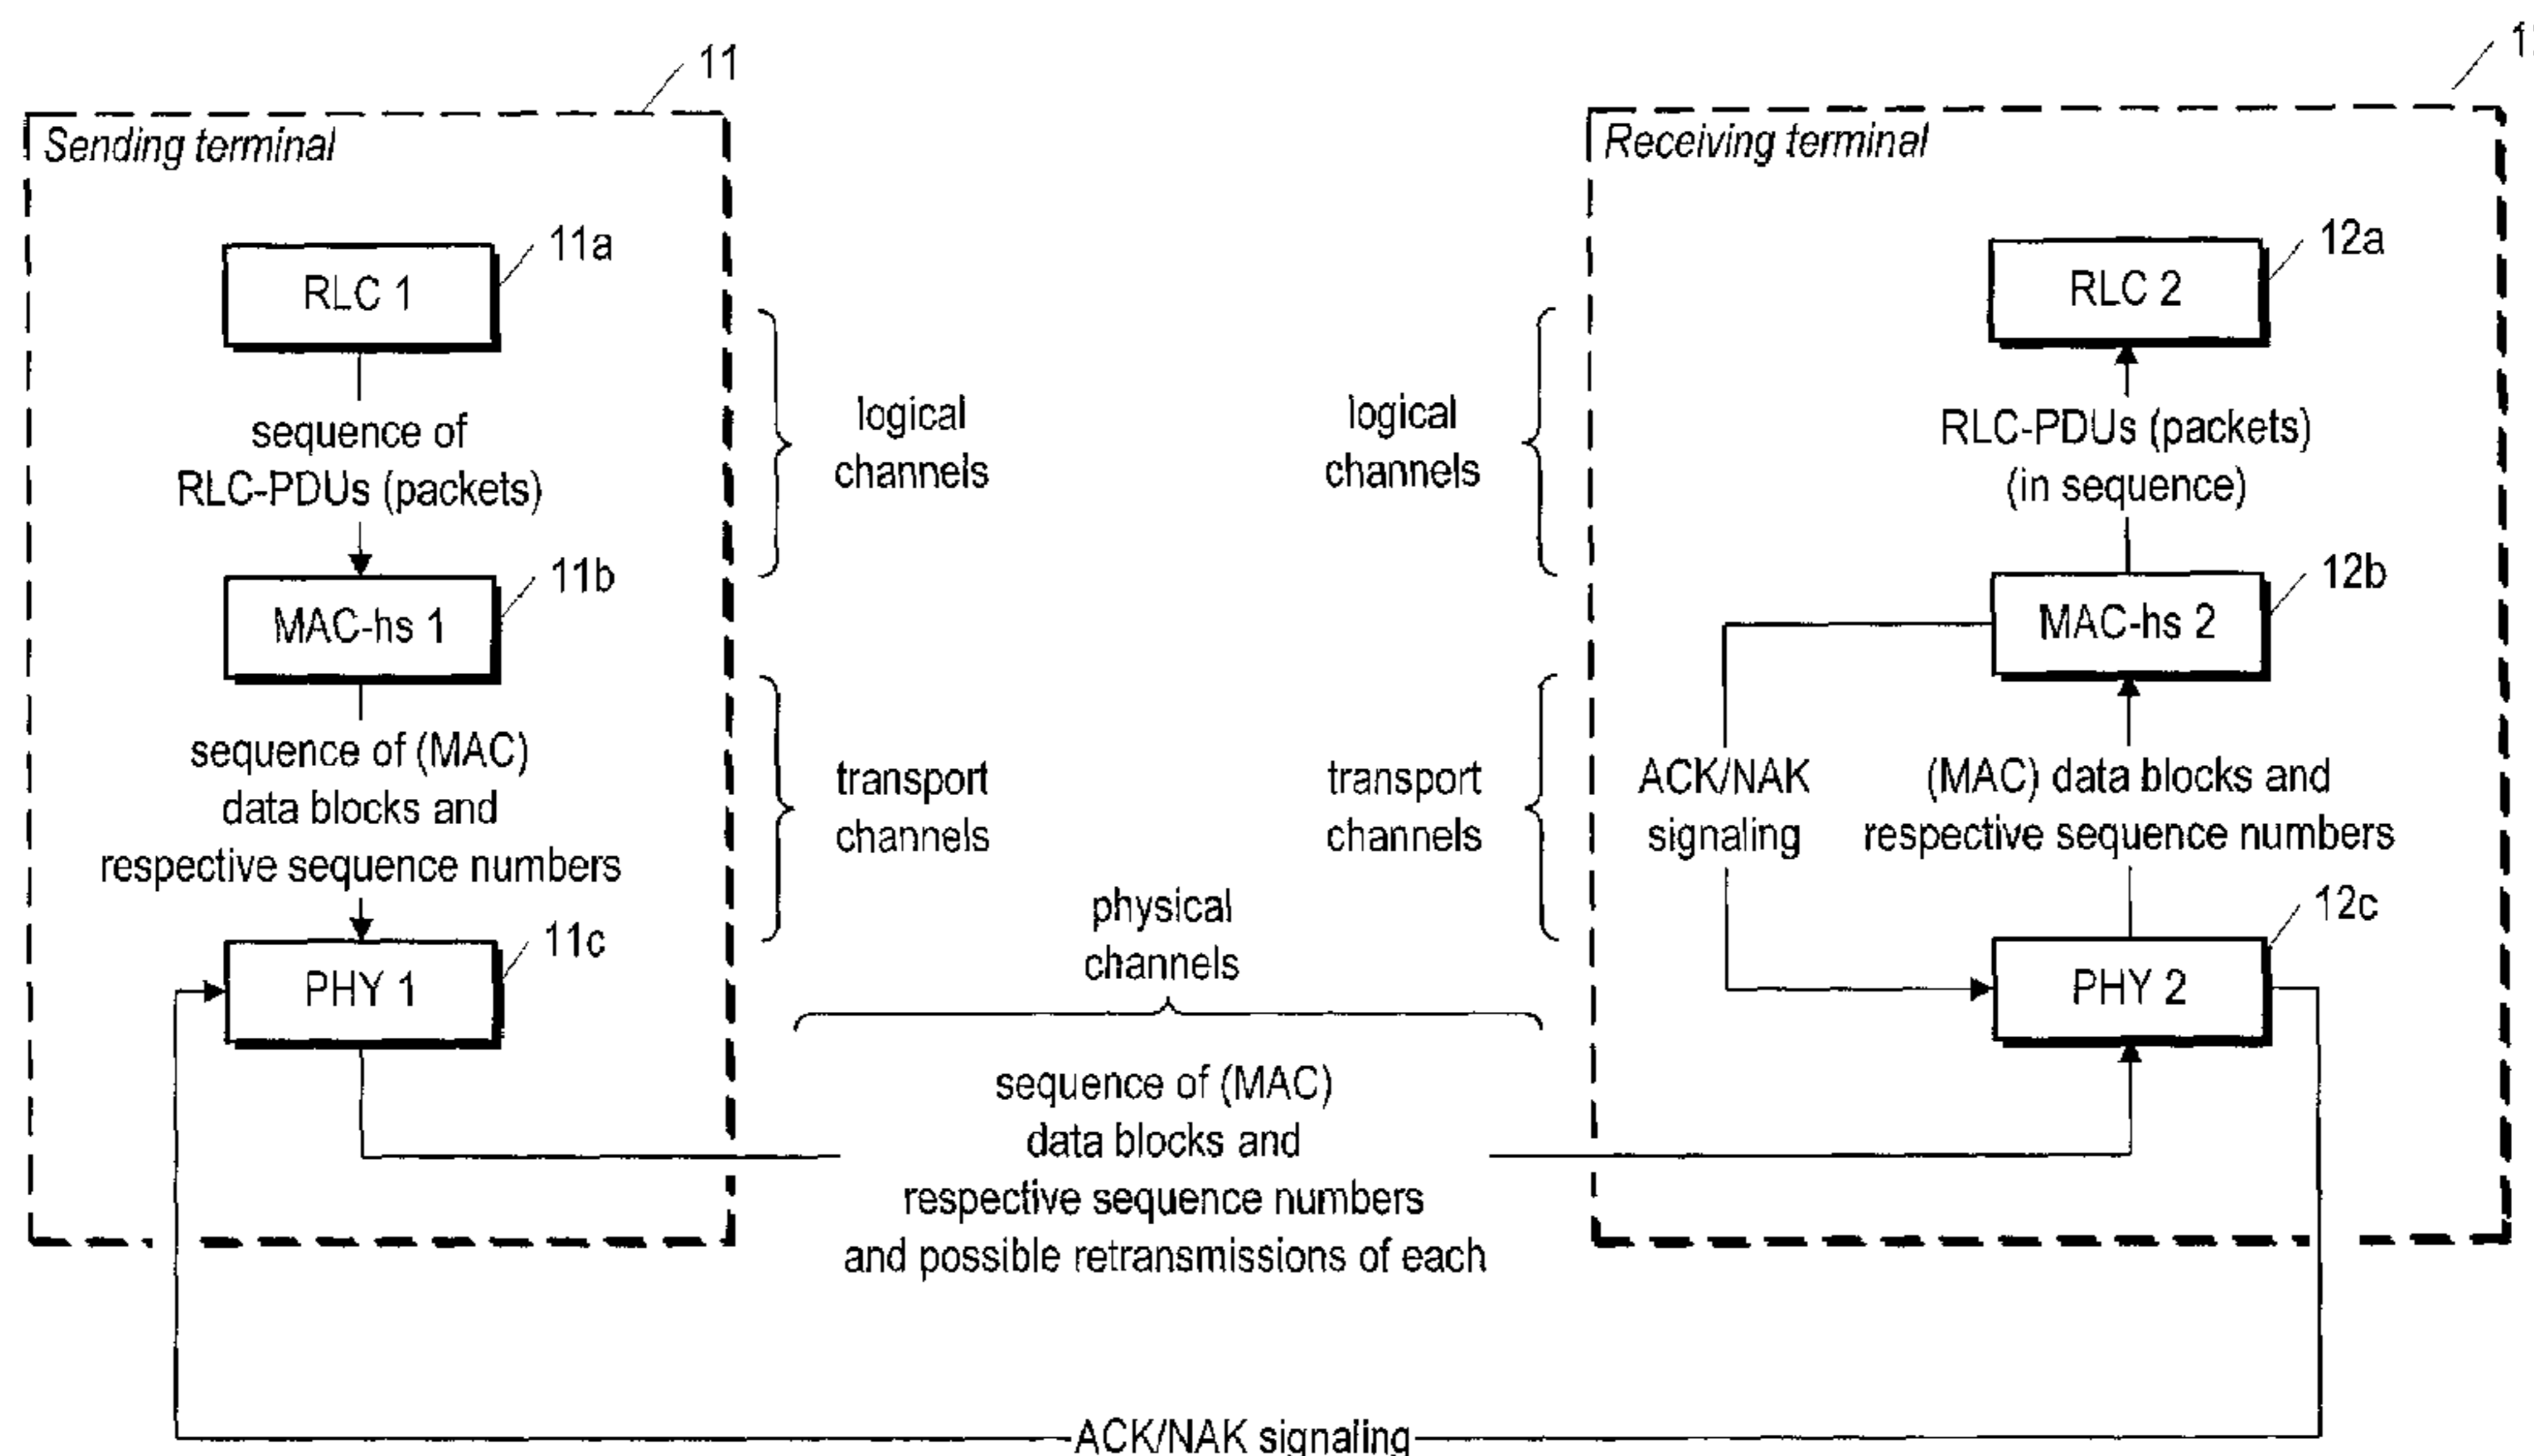 11
Sending terminal
11a
RLC 1
sequence of
RLC-PDUs (packets)
11b
MAC-hs 1
sequence of (MAC)
data blocks and
respective sequence numbers
11c
PHY 1
logical
channels
transport
channels
logical
channels
transport
channels
physical
channels
sequence of (MAC)
data blocks and
respective sequence numbers
and possible retransmissions of each
Receiving terminal
12a
RLC 2
RLC-PDUs (packets)
(in sequence)
12b
MAC-hs 2
ACK/NAK
signaling
(MAC) data blocks and
respective sequence numbers
12c
PHY 2
ACK/NAK signaling